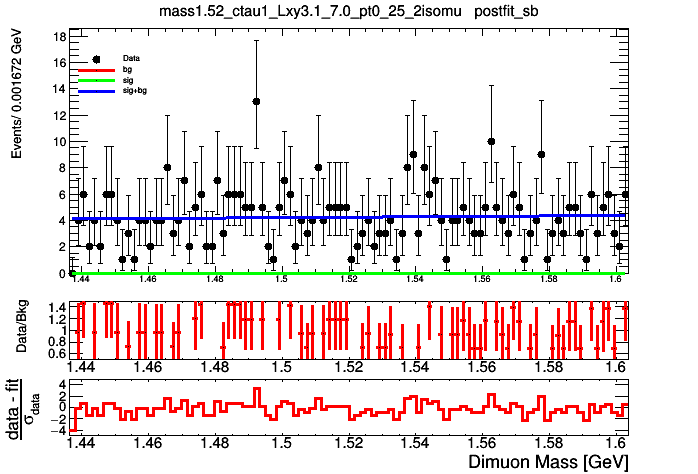 mass1.52_ctau1_Lxy3.1_7.0_pt0_25_2isomu postfit_sb
Events/ 0.001672 GeV
18
16
14
12
10
8
6
4
2
0
Data
bg
sig
sig+bg
1.44 1.46 1.48 1.5 1.52 1.54 1.56 1.58 1.6
Data/Bkg
1.4
1.2
1
0.8
0.6
1.44 1.46 1.48 1.5 1.52 1.54 1.56 1.58 1.6
data - fit
σdata
4
2
0
−2
−4
1.44 1.46 1.48 1.5 1.52 1.54 1.56 1.58 1.6
Dimuon Mass [GeV]